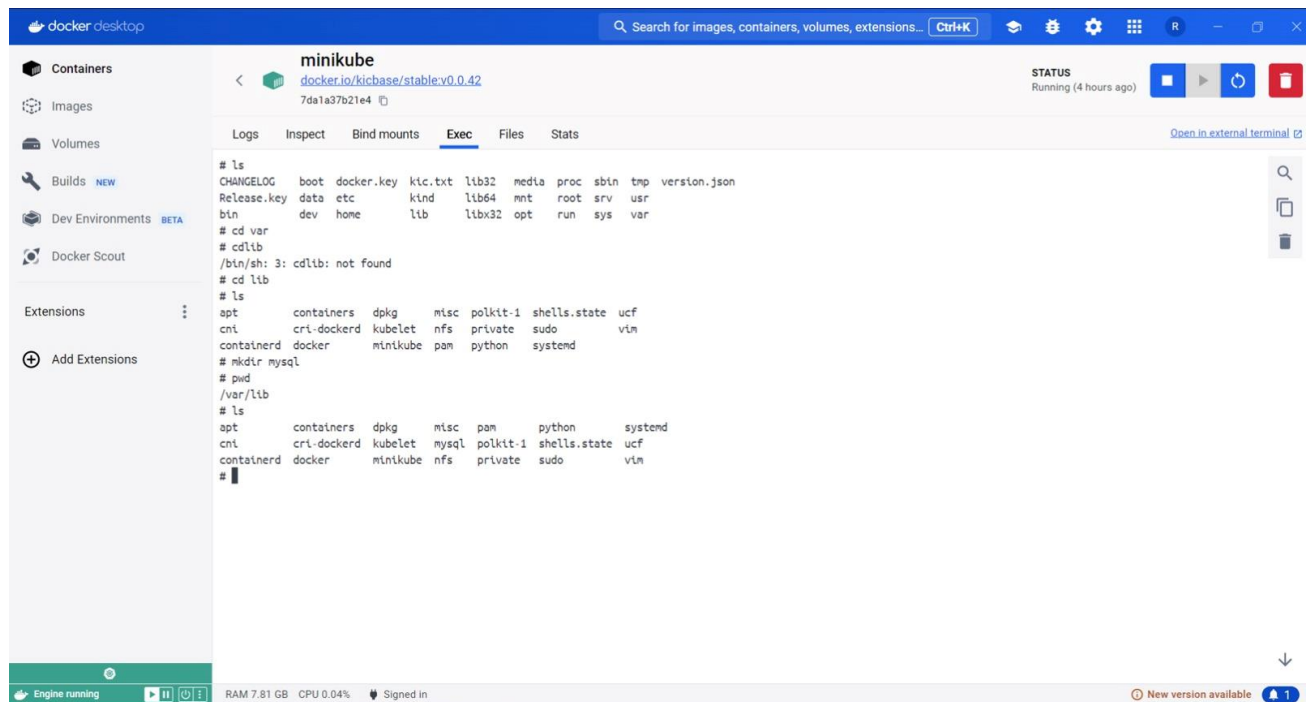 docker desktop
Search for images, containers, volumes, extensions... Ctrl+K
R
Containers
Images
Volumes
Builds NEW
Dev Environments BETA
Docker Scout
Extensions
Add Extensions
minikube
docker.io/kicbase/stable:v0.0.42
7da1a37b21e4
STATUS
Running (4 hours ago)
Logs Inspect Bind mounts Exec Files Stats
Open in external terminal
# ls
CHANGELOG boot docker.key kic.txt lib32 media proc sbin tmp version.json
Release.key data etc kind lib64 mnt root srv usr
bin dev home lib libx32 opt run sys var
# cd var
# cdlib
/bin/sh: 3: cdlib: not found
# cd lib
# ls
apt containers dpkg misc polkit-1 shells.state ucf
cni cri-dockerd kubelet nfs private sudo vim
containerd docker minikube pam python systemd
# mkdir mysql
# pwd
/var/lib
# ls
apt containers dpkg misc pam python systemd
cni cri-dockerd kubelet mysql polkit-1 shells.state ucf
containerd docker minikube nfs private sudo vim
#
Engine running
RAM 7.81 GB CPU 0.04% Signed in
New version available 1